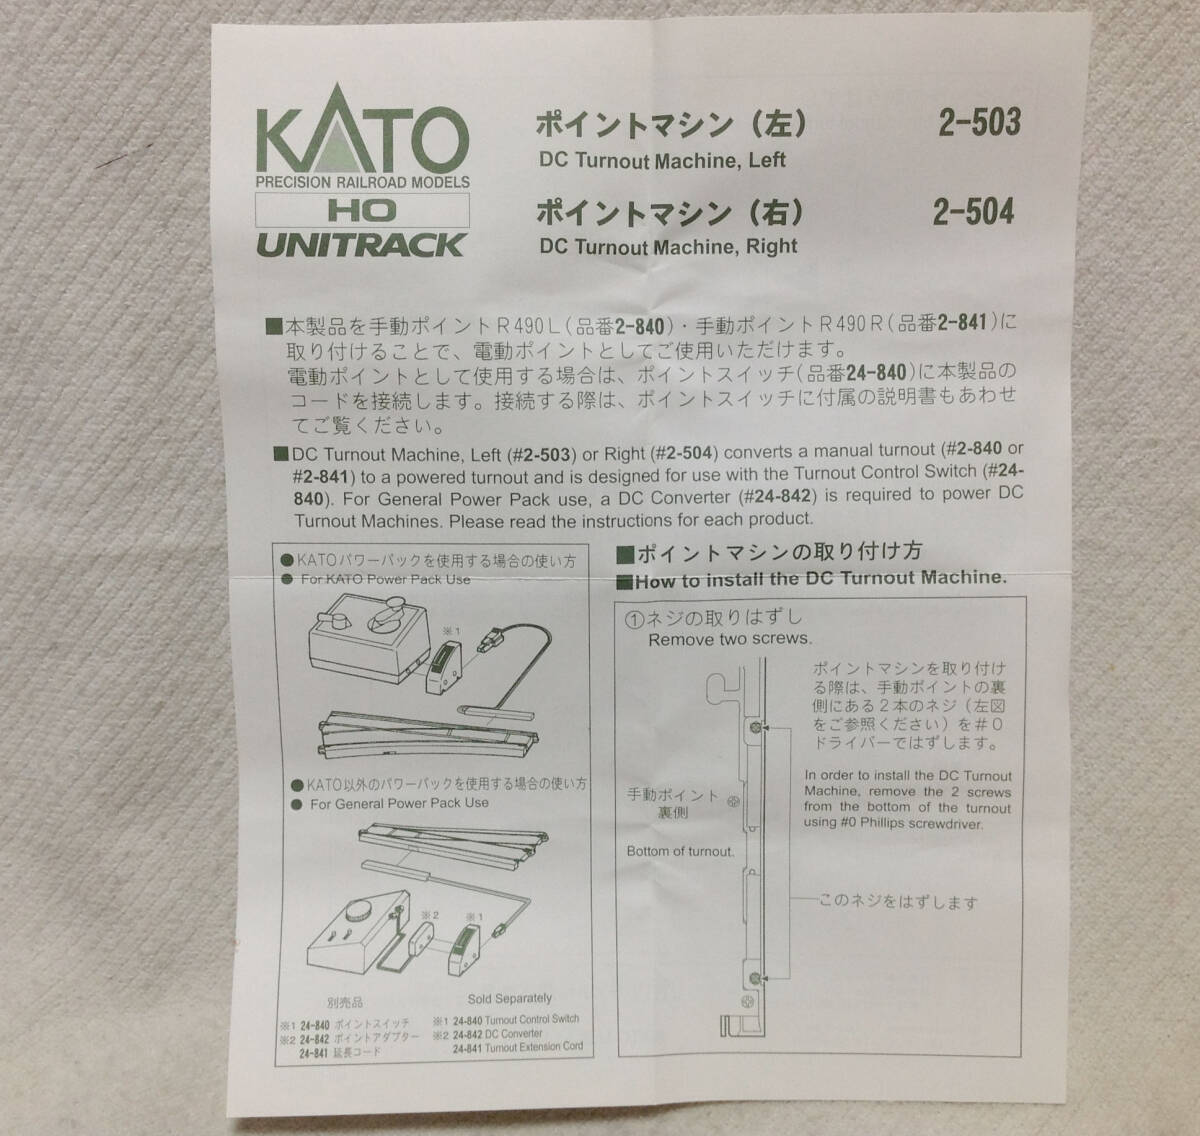 KATO
PRECISION RAILROAD MODELS
HO
UNITRACK
ポイントマシン（左） 2-503
DC Turnout Machine, Left
ポイントマシン（右） 2-504
DC Turnout Machine, Right
■本製品を手動ポイントR490L（品番2-840）・手動ポイントR490R（品番2-841）に
取り付けることで、電動ポイントとしてご使用いただけます。
電動ポイントとして使用する場合は、ポイントスイッチ（品番24-840）に本製品の
コードを接続します。接続する際は、ポイントスイッチに付属の説明書もあわせ
てご覧ください。
■DC Turnout Machine, Left (#2-503) or Right (#2-504) converts a manual turnout (#2-840 or
#2-841) to a powered turnout and is designed for use with the Turnout Control Switch (#24-
840). For General Power Pack use, a DC Converter (#24-842) is required to power DC
Turnout Machines. Please read the instructions for each product.
●KATOパワーパックを使用する場合の使い方
● For KATO Power Pack Use
※1
●KATO以外のパワーパックを使用する場合の使い方
● For General Power Pack Use
※2 ※1
別売品
※1 24-840 ポイントスイッチ
※2 24-842 ポイントアダプター
24-841 延長コード
Sold Separately
※1 24-840 Turnout Control Switch
※2 24-842 DC Converter
24-841 Turnout Extension Cord
■ポイントマシンの取り付け方
■How to install the DC Turnout Machine.
①ネジの取りはずし
Remove two screws.
ポイントマシンを取り付け
る際は、手動ポイントの裏
側にある２本のネジ（左図
をご参照ください）を＃０
ドライバーではずします。
In order to install the DC Turnout
Machine, remove the 2 screws
from the bottom of the turnout
using #0 Phillips screwdriver.
手動ポイント
裏側
Bottom of turnout.
このネジをはずします